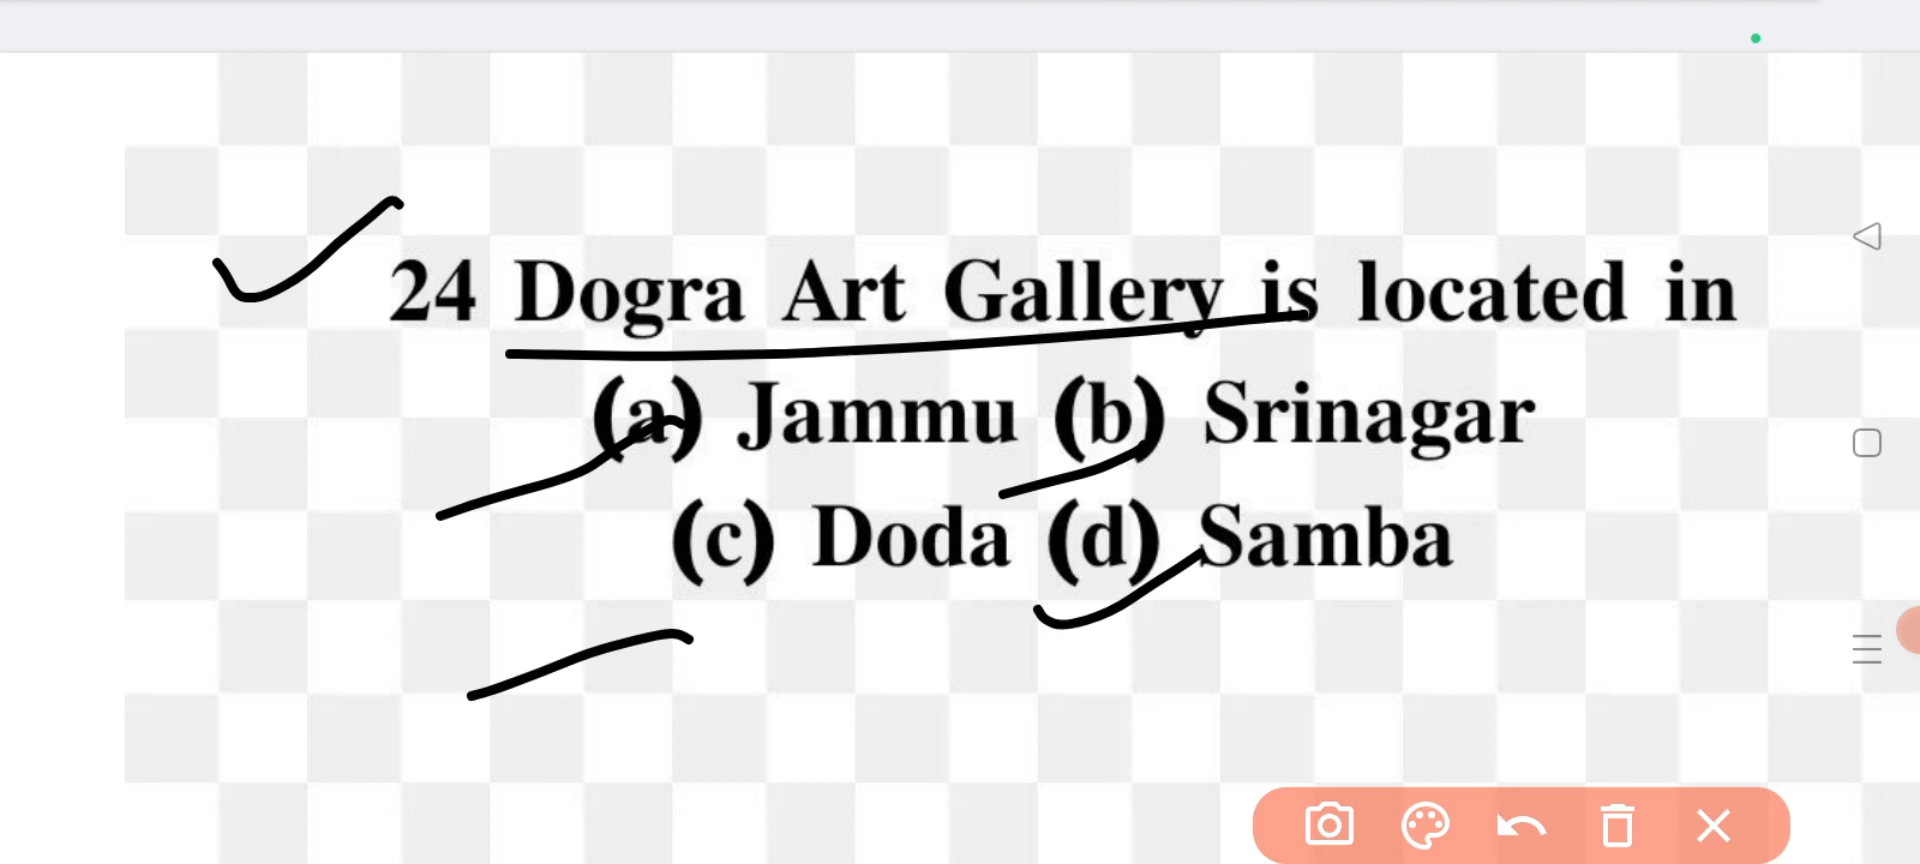 24 Dogra Art Gallery is located in
(a) Jammu (b) Srinagar
(c) Doda (d) Samba